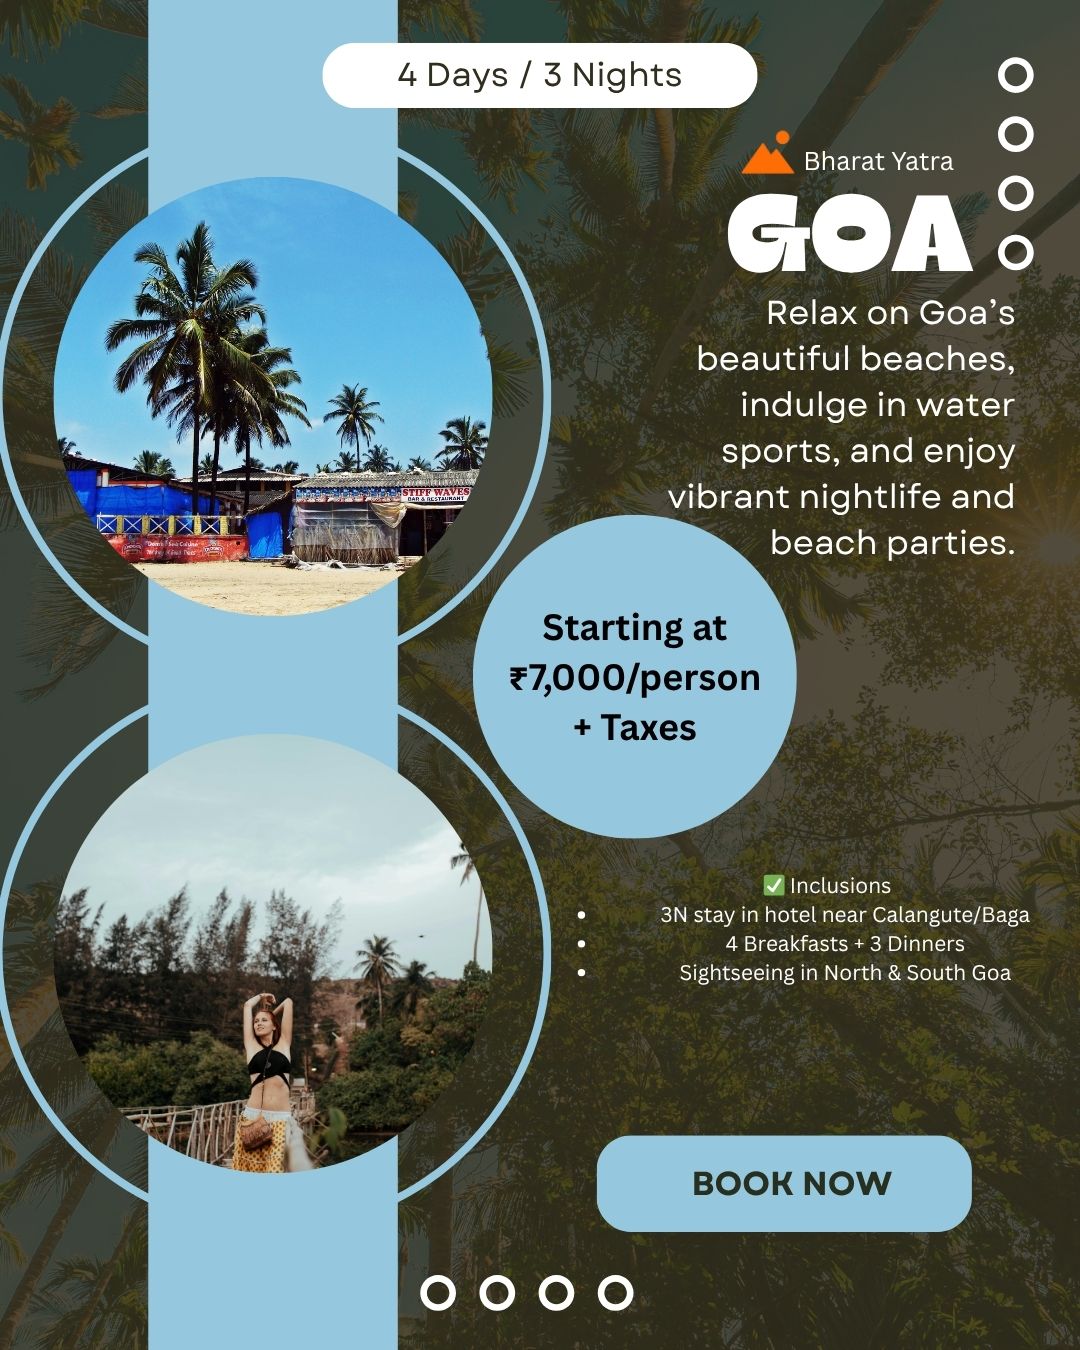 4 Days / 3 Nights
Bharat Yatra
GOA
Relax on Goa’s
beautiful beaches,
indulge in water
sports, and enjoy
vibrant nightlife and
beach parties.
STIFF WAVES
BAR & RESTAURANT
Starting at
₹7,000/person
+ Taxes
✅ Inclusions
• 3N stay in hotel near Calangute/Baga
• 4 Breakfasts + 3 Dinners
• Sightseeing in North & South Goa
BOOK NOW